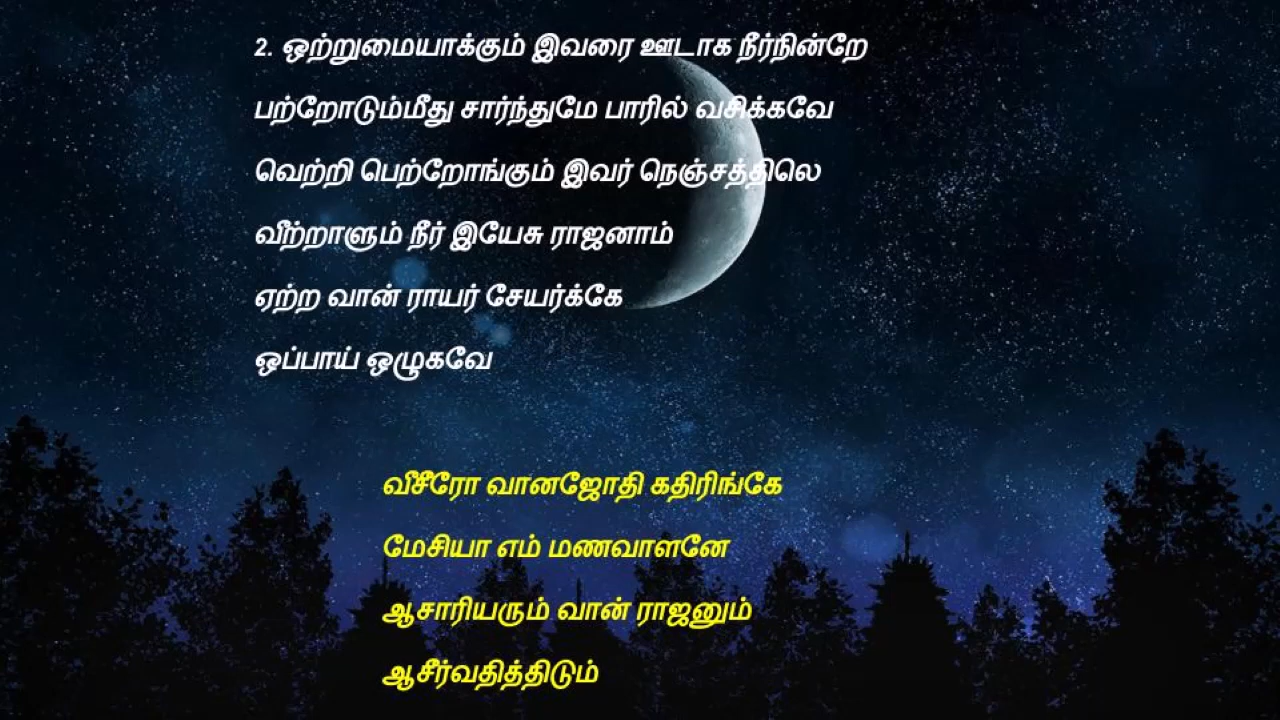 2. ஒற்றுமையாக்கும் இவரை ஊடாக நீர்நின்றே
பற்றோடும்மீது சார்ந்துமே பாரில் வசிக்கவே
வெற்றி பெற்றோங்கும் இவர் நெஞ்சத்திலெ
வீற்றாளும் நீர் இயேசு ராஜனாம்
ஏற்ற வான் ராயர் சேயர்க்கே
ஒப்பாய் ஒழுகவே
வீசீரோ வானஜோதி கதிரிங்கே
மேசியா எம் மணவாளனே
ஆசாரியரும் வான் ராஜனும்
ஆசீர்வதித்திடும்